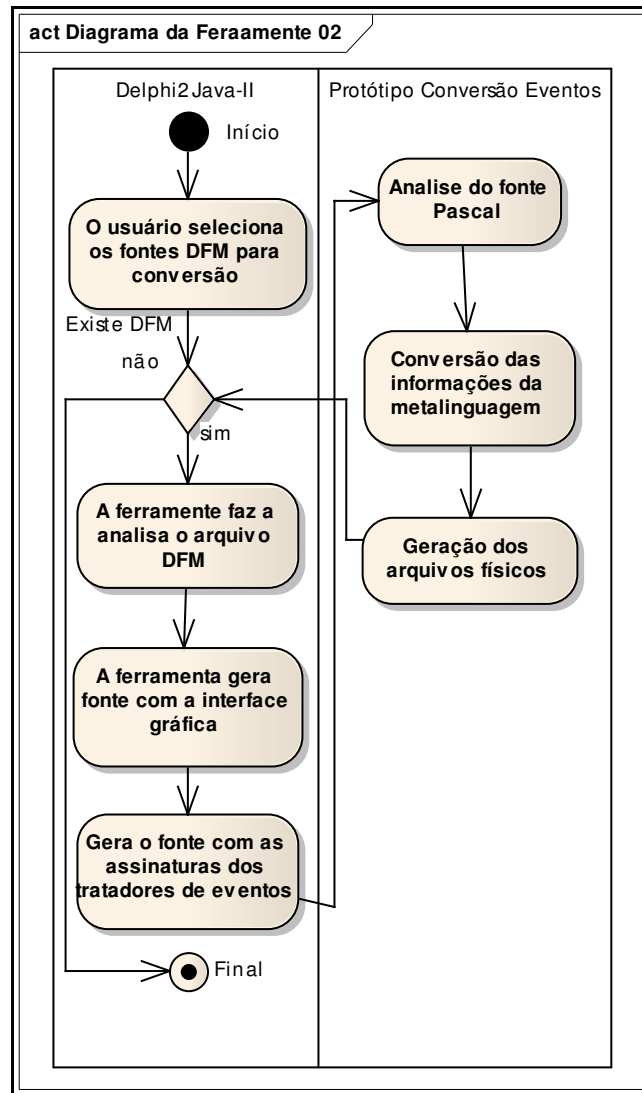 act Diagrama da Feraamente 02
Delphi2Java-II
Protótipo Conversão Eventos
Início
O usuário seleciona
os fontes DFM para
conversão
Existe DFM
não
sim
A ferramente faz a
analisa o arquivo
DFM
A ferramenta gera
fonte com a interface
gráfica
Gera o fonte com as
assinaturas dos
tratadores de eventos
Final
Analise do fonte
Pascal
Conversão das
informações da
metalinguagem
Geração dos
arquivos físicos